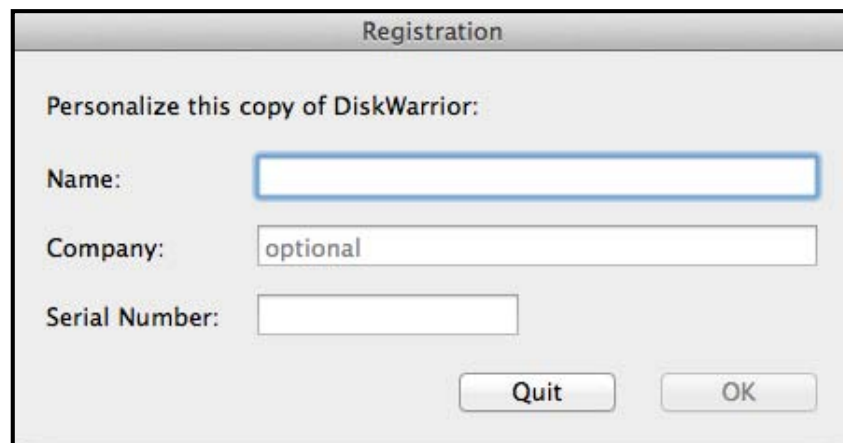 Registration
Personalize this copy of DiskWarrior:
Name:
Company: optional
Serial Number:
Quit OK